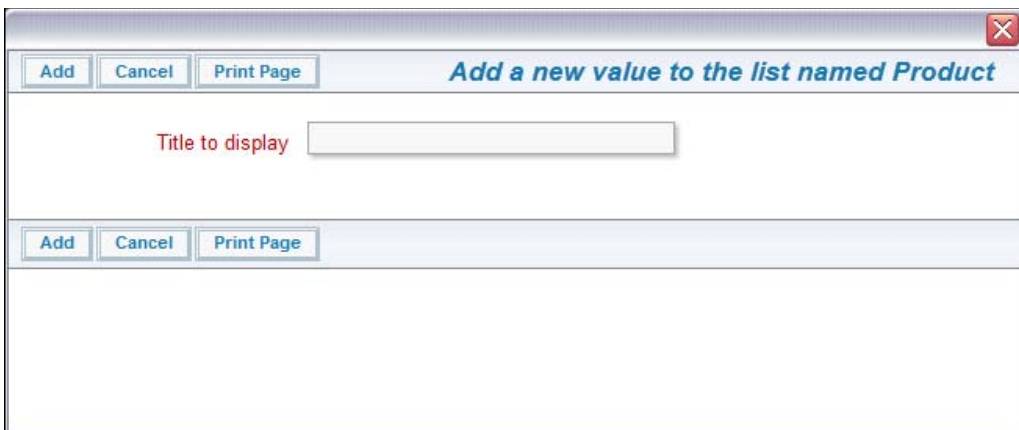 Add Cancel Print Page Add a new value to the list named Product
Title to display
Add Cancel Print Page